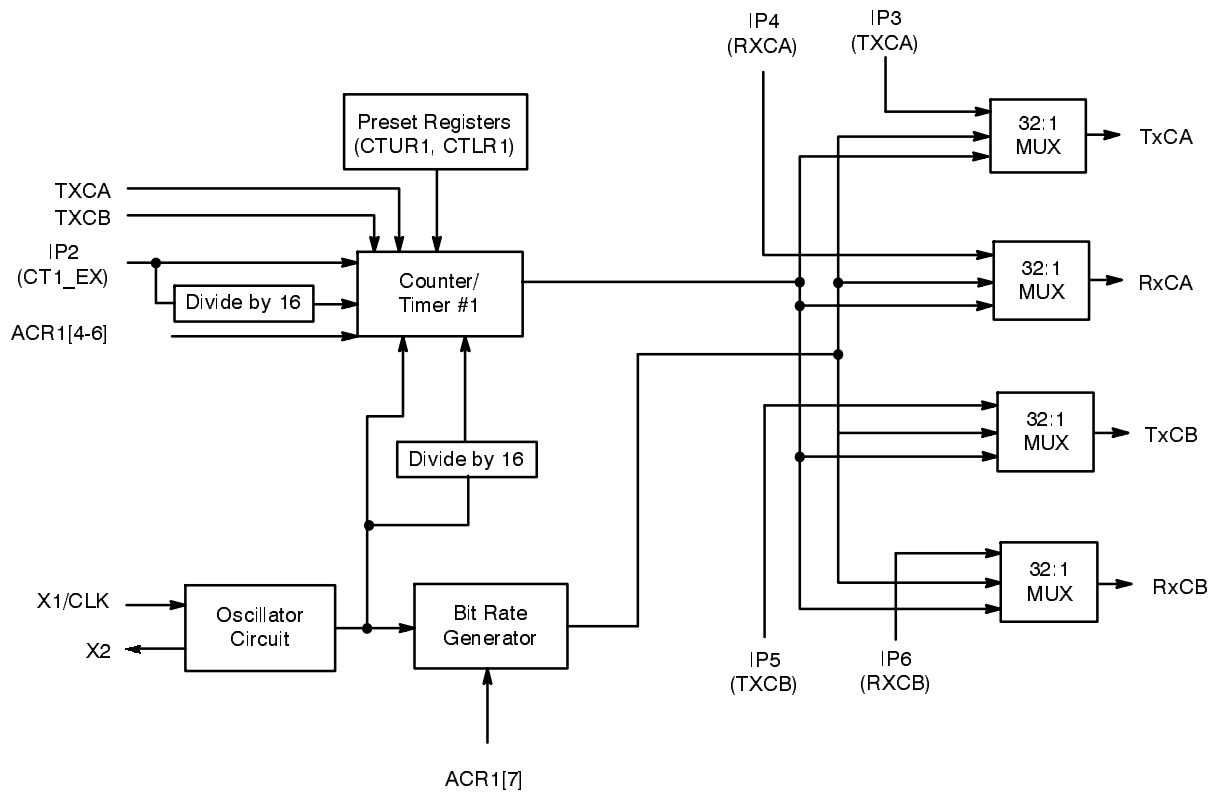 IP4
(RXCA)
IP3
(TXCA)
Preset Registers
(CTUR1, CTLR1)
32:1
MUX
TxCA
TXCA
TXCB
IP2
(CT1_EX)
Counter/
Timer #1
Divide by 16
ACR1[4-6]
32:1
MUX
RxCA
Divide by 16
32:1
MUX
TxCB
X1/CLK
X2
Oscillator
Circuit
Bit Rate
Generator
32:1
MUX
RxCB
IP5
(TXCB)
IP6
(RXCB)
ACR1[7]